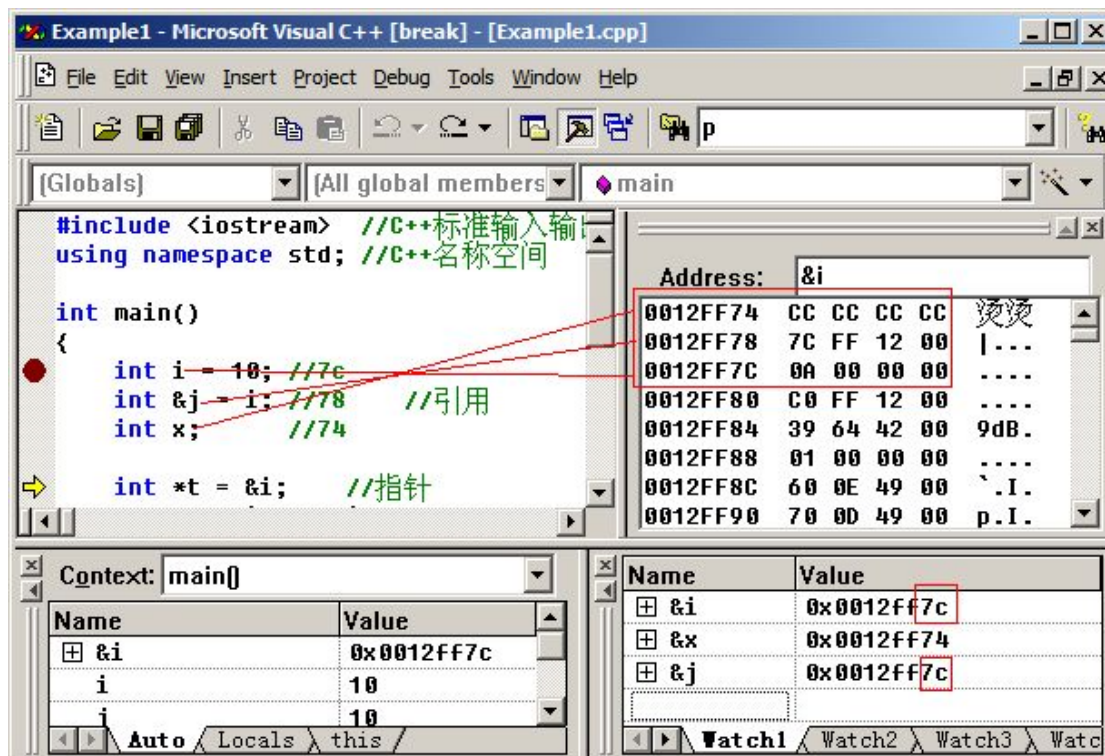 Example1 - Microsoft Visual C++ [break] - [Example1.cpp]
File Edit View Insert Project Debug Tools Window Help
p
(Globals) (All global members main
#include <iostream> //C++标准输入输
using namespace std; //C++名称空间
int main()
{
int i = 10; //7c
int &j = i; //78 //引用
int x; //74
int *t = &i; //指针
Address: &i
0012FF74 CC CC CC CC 烫烫
0012FF78 7C FF 12 00 |...
0012FF7C 0A 00 00 00 ....
0012FF80 C0 FF 12 00 ....
0012FF84 39 64 42 00 9dB.
0012FF88 01 00 00 00 ....
0012FF8C 60 0E 49 00 `.I.
0012FF90 70 0D 49 00 p.I.
Context: main()
Name Value
&i 0x0012ff7c
i 10
j 10
Auto Locals this
Name Value
&i 0x0012ff7c
&x 0x0012ff74
&j 0x0012ff7c
Watch1 Watch2 Watch3 Watc